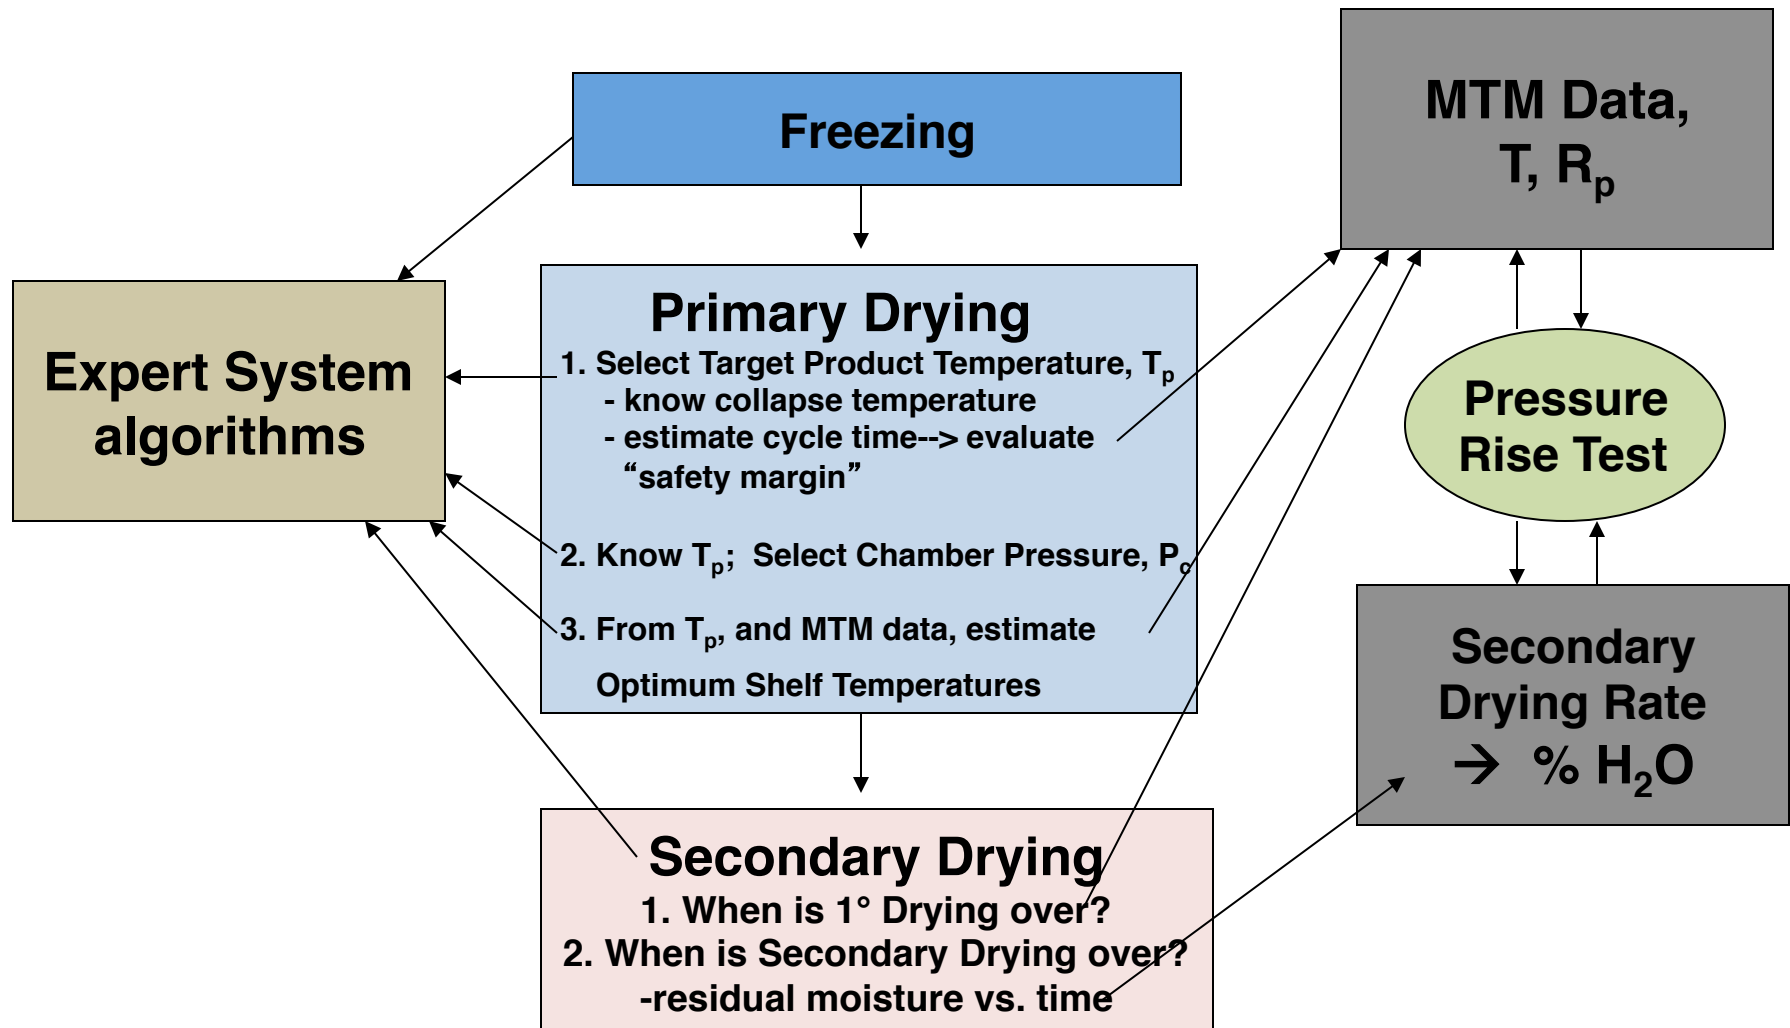 Freezing
Expert System
algorithms
Primary Drying
1. Select Target Product Temperature, Tp
- know collapse temperature
- estimate cycle time--> evaluate
“safety margin”
2. Know Tp; Select Chamber Pressure, Pc
3. From Tp, and MTM data, estimate
Optimum Shelf Temperatures
Secondary Drying
1. When is 1° Drying over?
2. When is Secondary Drying over?
-residual moisture vs. time
MTM Data,
T, Rp
Pressure
Rise Test
Secondary
Drying Rate
→ % H2O